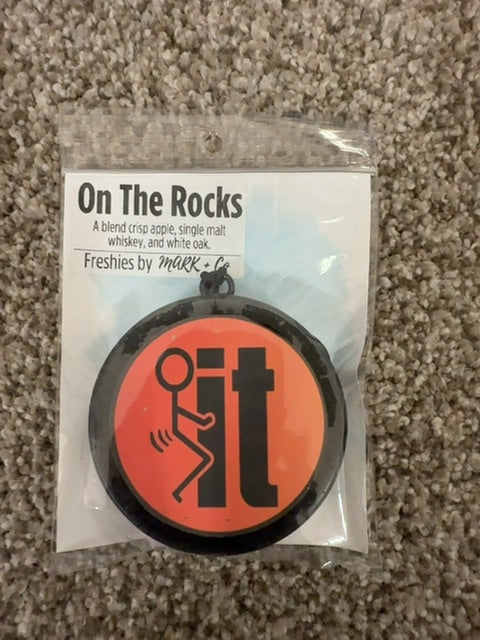 On The Rocks
A blend crisp apple, single malt
whiskey, and white oak.
Freshies by MARK + Co
it